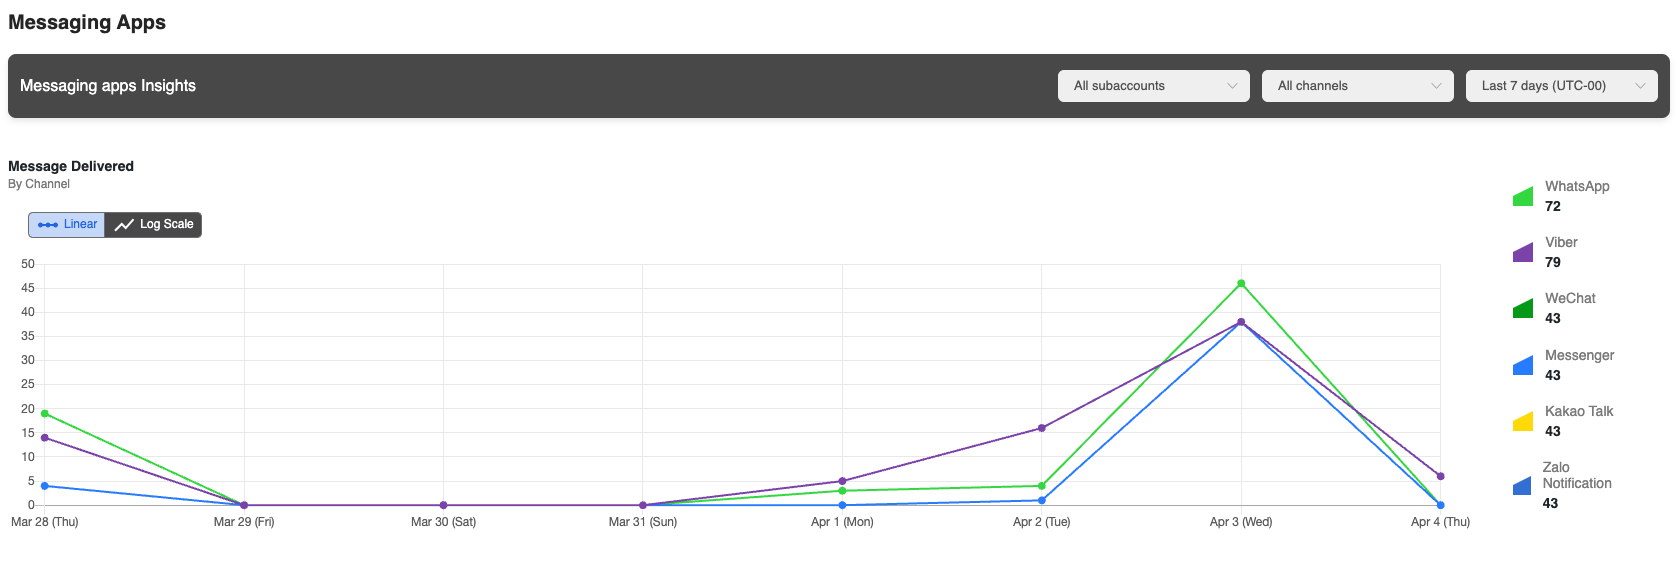 Messaging Apps
Messaging apps Insights
All subaccounts
All channels
Last 7 days (UTC-00)
Message Delivered
By Channel
Linear
Log Scale
50
45
40
35
30
25
20
15
10
5
0
Mar 28 (Thu)
Mar 29 (Fri)
Mar 30 (Sat)
Mar 31 (Sun)
Apr 1 (Mon)
Apr 2 (Tue)
Apr 3 (Wed)
Apr 4 (Thu)
WhatsApp
72
Viber
79
WeChat
43
Messenger
43
Kakao Talk
43
Zalo
Notification
43